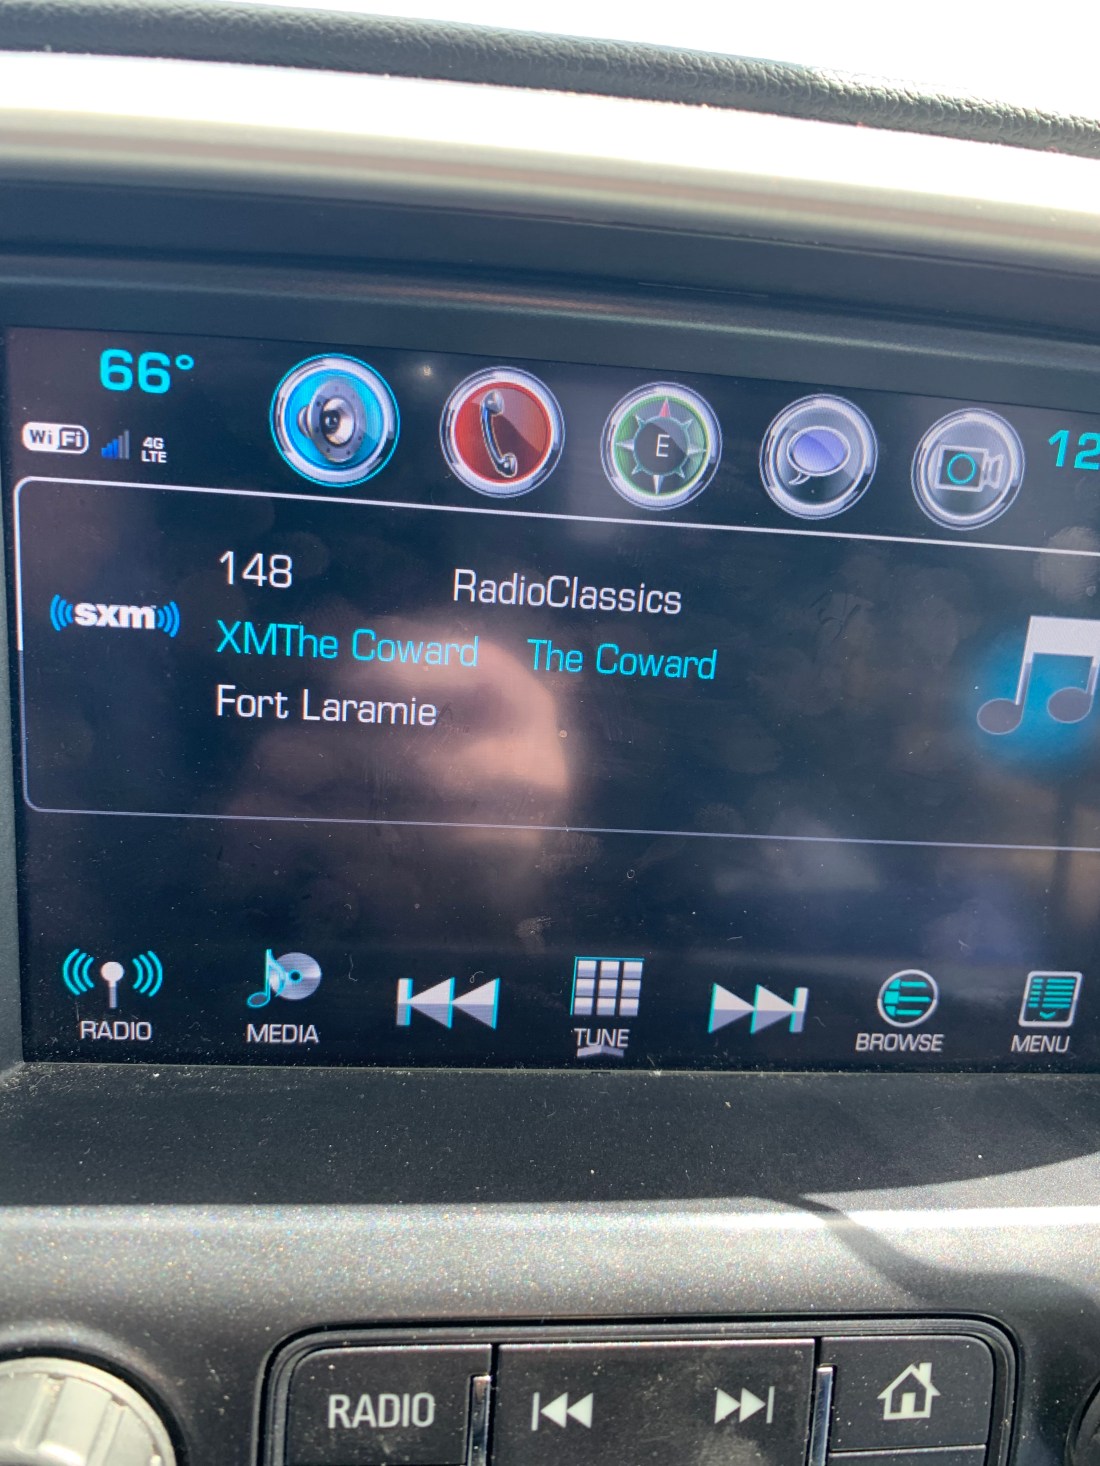 66°
WiFi 4G LTE
E
12
148 RadioClassics
sxm
XMThe Coward The Coward
Fort Laramie
RADIO MEDIA TUNE BROWSE MENU
RADIO